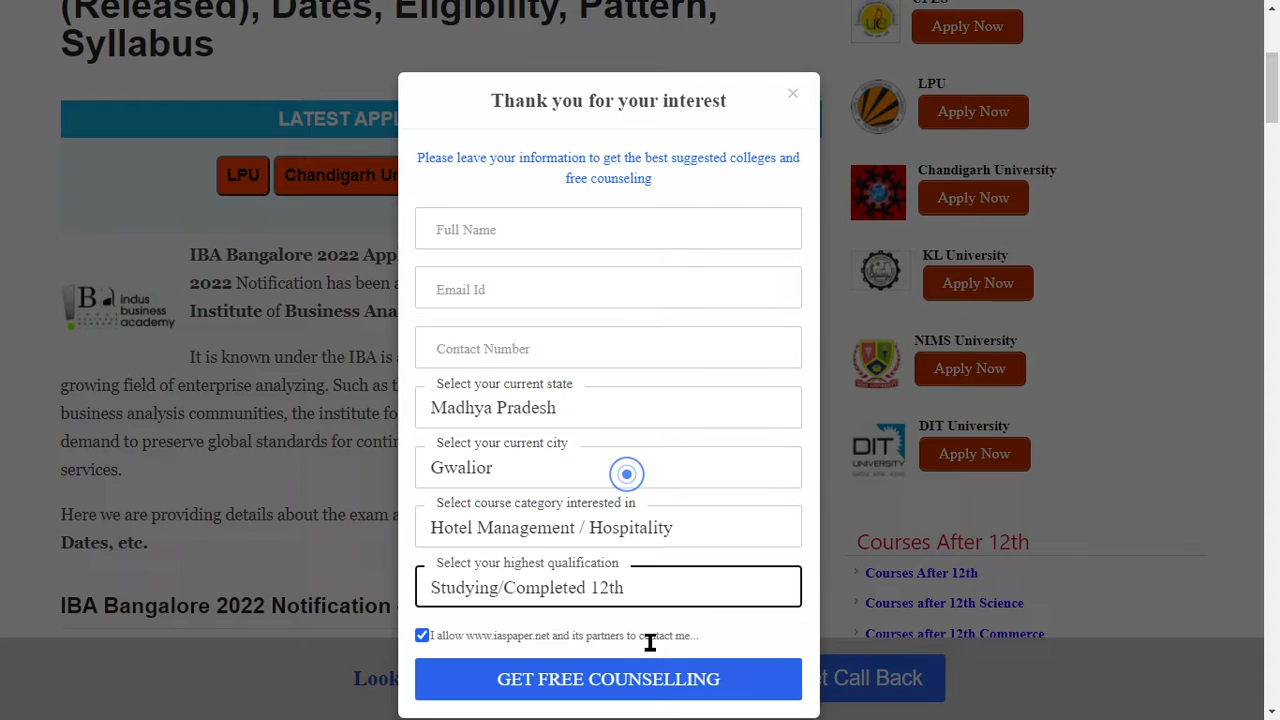 (Released), Dates, Eligibility, Pattern,
Syllabus
LATEST APPL
LPU
Chandigarh Un
IBA Bangalore 2022 Appl
2022 Notification has been a
Institute of Business Ana
indus
business
academy
It is known under the IBA is a
growing field of enterprise analyzing. Such as t
business analysis communities, the institute fo
demand to preserve global standards for contin
services.
Here we are providing details about the exam a
Dates, etc.
IBA Bangalore 2022 Notification
Look
Thank you for your interest
×
Please leave your information to get the best suggested colleges and
free counseling
Full Name
Email Id
Contact Number
Select your current state
Madhya Pradesh
Select your current city
Gwalior
Select course category interested in
Hotel Management / Hospitality
Select your highest qualification
Studying/Completed 12th
I allow www.iaspaper.net and its partners to contact me...
GET FREE COUNSELLING
t Call Back
UPES
Apply Now
LPU
Apply Now
Chandigarh University
Apply Now
KL University
Apply Now
NIMS University
Apply Now
DIT University
Apply Now
DIT
UNIVERSITY
Courses After 12th
Courses After 12th
Courses after 12th Science
Courses after 12th Commerce